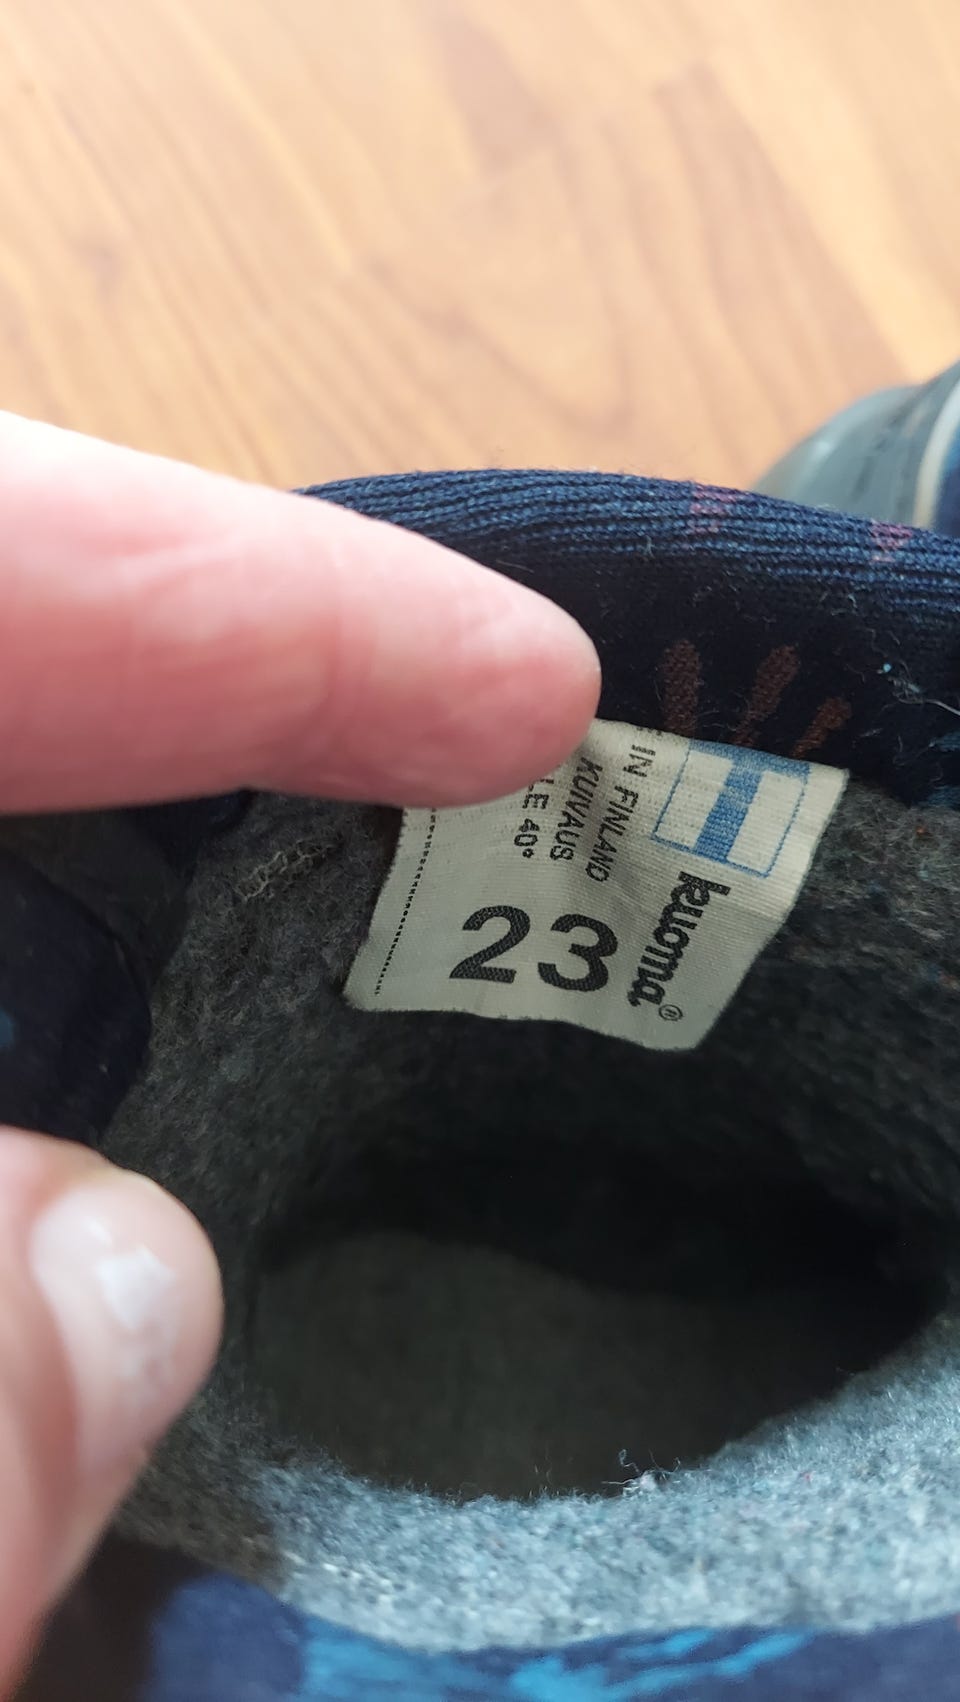 kuoma®
IN FINLAND
KUIVAUS
40°
23